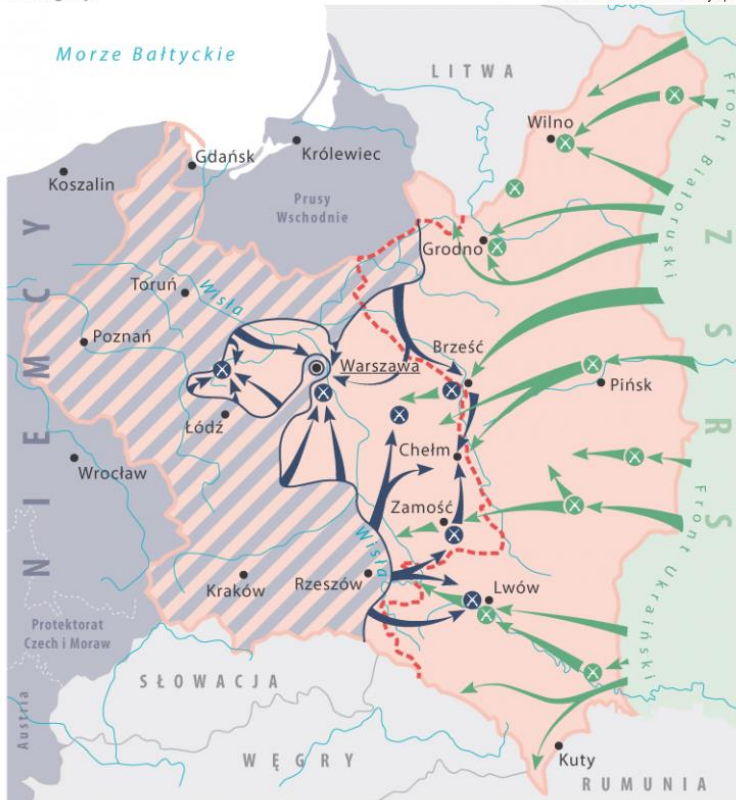 Morze Bałtyckie
LITWA
Wilno
Gdańsk
Królewiec
Koszalin
Prusy
Wschodnie
Grodno
Front Białoruski
Toruń
Wisła
Poznań
Warszawa
Brześć
Pińsk
ZSRS
NIEMCY
Łódź
Wrocław
Chełm
Zamość
Wisła
Front Ukraiński
Kraków
Rzeszów
Lwów
Protektorat
Czech i Moraw
SŁOWACJA
Austria
WĘGRY
Kuty
RUMUNIA